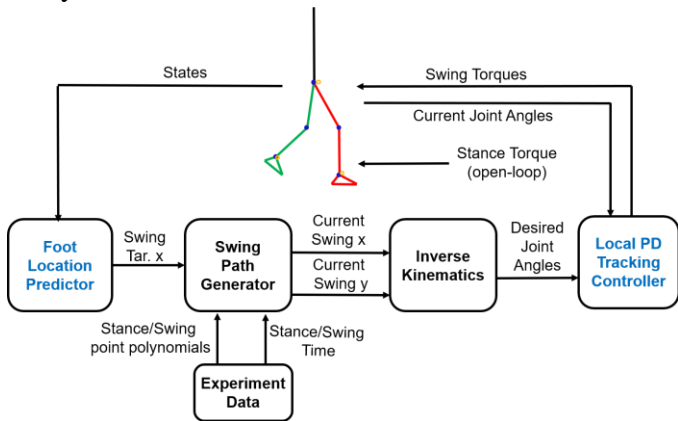 States
Swing Torques
Current Joint Angles
Stance Torque
(open-loop)
Foot
Location
Predictor
Swing
Tar. x
Swing
Path
Generator
Current
Swing x
Current
Swing y
Inverse
Kinematics
Desired
Joint
Angles
Local PD
Tracking
Controller
Stance/Swing
point polynomials
Stance/Swing
Time
Experiment
Data